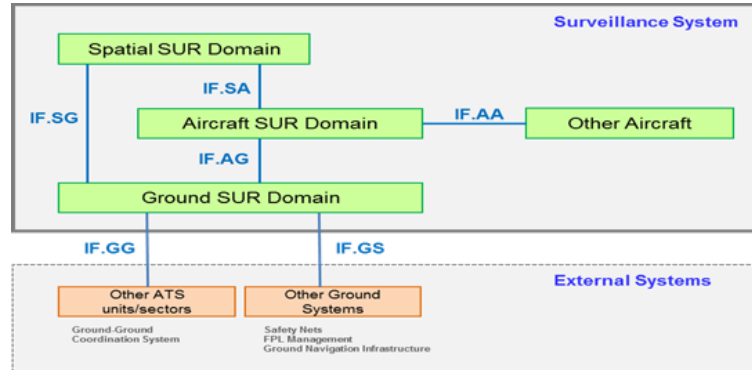 Surveillance System
Spatial SUR Domain
IF.SA
IF.SG
IF.AA
Aircraft SUR Domain
Other Aircraft
IF.AG
Ground SUR Domain
IF.GG
IF.GS
External Systems
Other ATS
units/sectors
Other Ground
Systems
Ground-Ground
Coordination System
Safety Nets
FPL Management
Ground Navigation Infrastructure